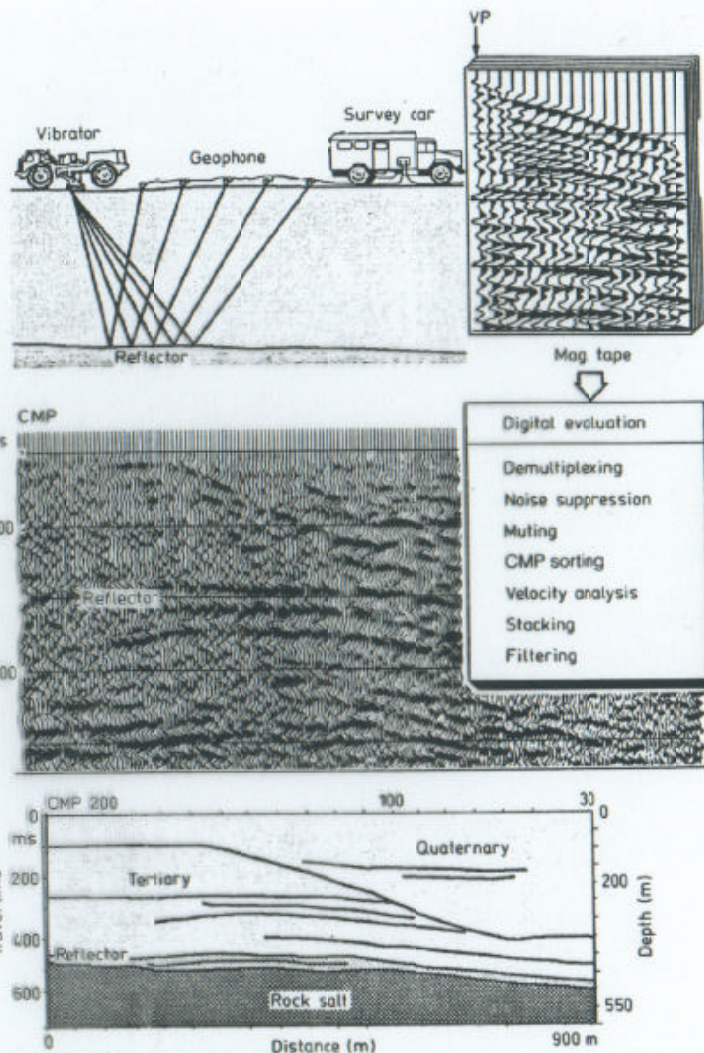 VP
Survey car
Vibrator
Geophone
Reflector
Mag tape
CMP
Digital evaluation
Demultiplexing
Noise suppression
Muting
CMP sorting
Velocity analysis
Stacking
Filtering
Reflector
CMP 200 100 30
0 0
ms
Quaternary
Tertiary
200 200
400
Reflector
600 550
Rock salt
Depth (m)
0 Distance (m) 900 m